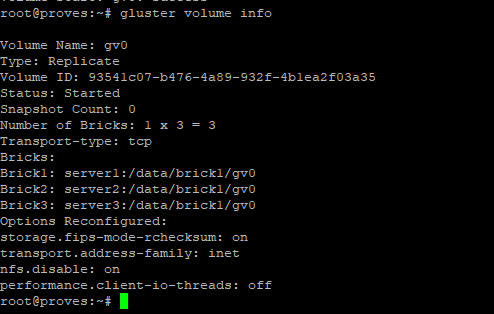 root@proves:~# gluster volume info

Volume Name: gv0
Type: Replicate
Volume ID: 93541c07-b476-4a89-932f-4b1ea2f03a35
Status: Started
Snapshot Count: 0
Number of Bricks: 1 x 3 = 3
Transport-type: tcp
Bricks:
Brick1: server1:/data/brick1/gv0
Brick2: server2:/data/brick1/gv0
Brick3: server3:/data/brick1/gv0
Options Reconfigured:
storage.fips-mode-rchecksum: on
transport.address-family: inet
nfs.disable: on
performance.client-io-threads: off
root@proves:~#